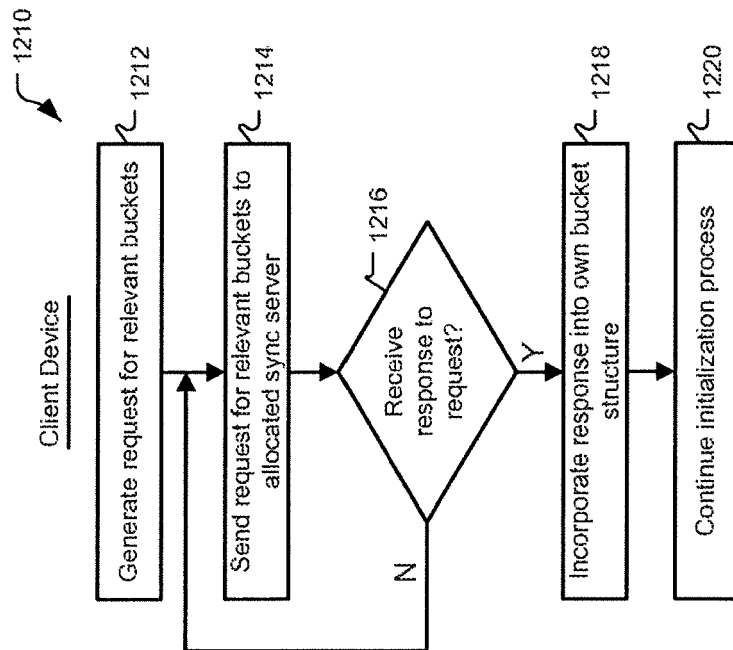 Client Device
1210
Generate request for relevant buckets
1212
Send request for relevant buckets to
allocated sync server
1214
Receive
response to
request?
1216
N
Y
Incorporate response into own bucket
structure
1218
Continue initialization process
1220